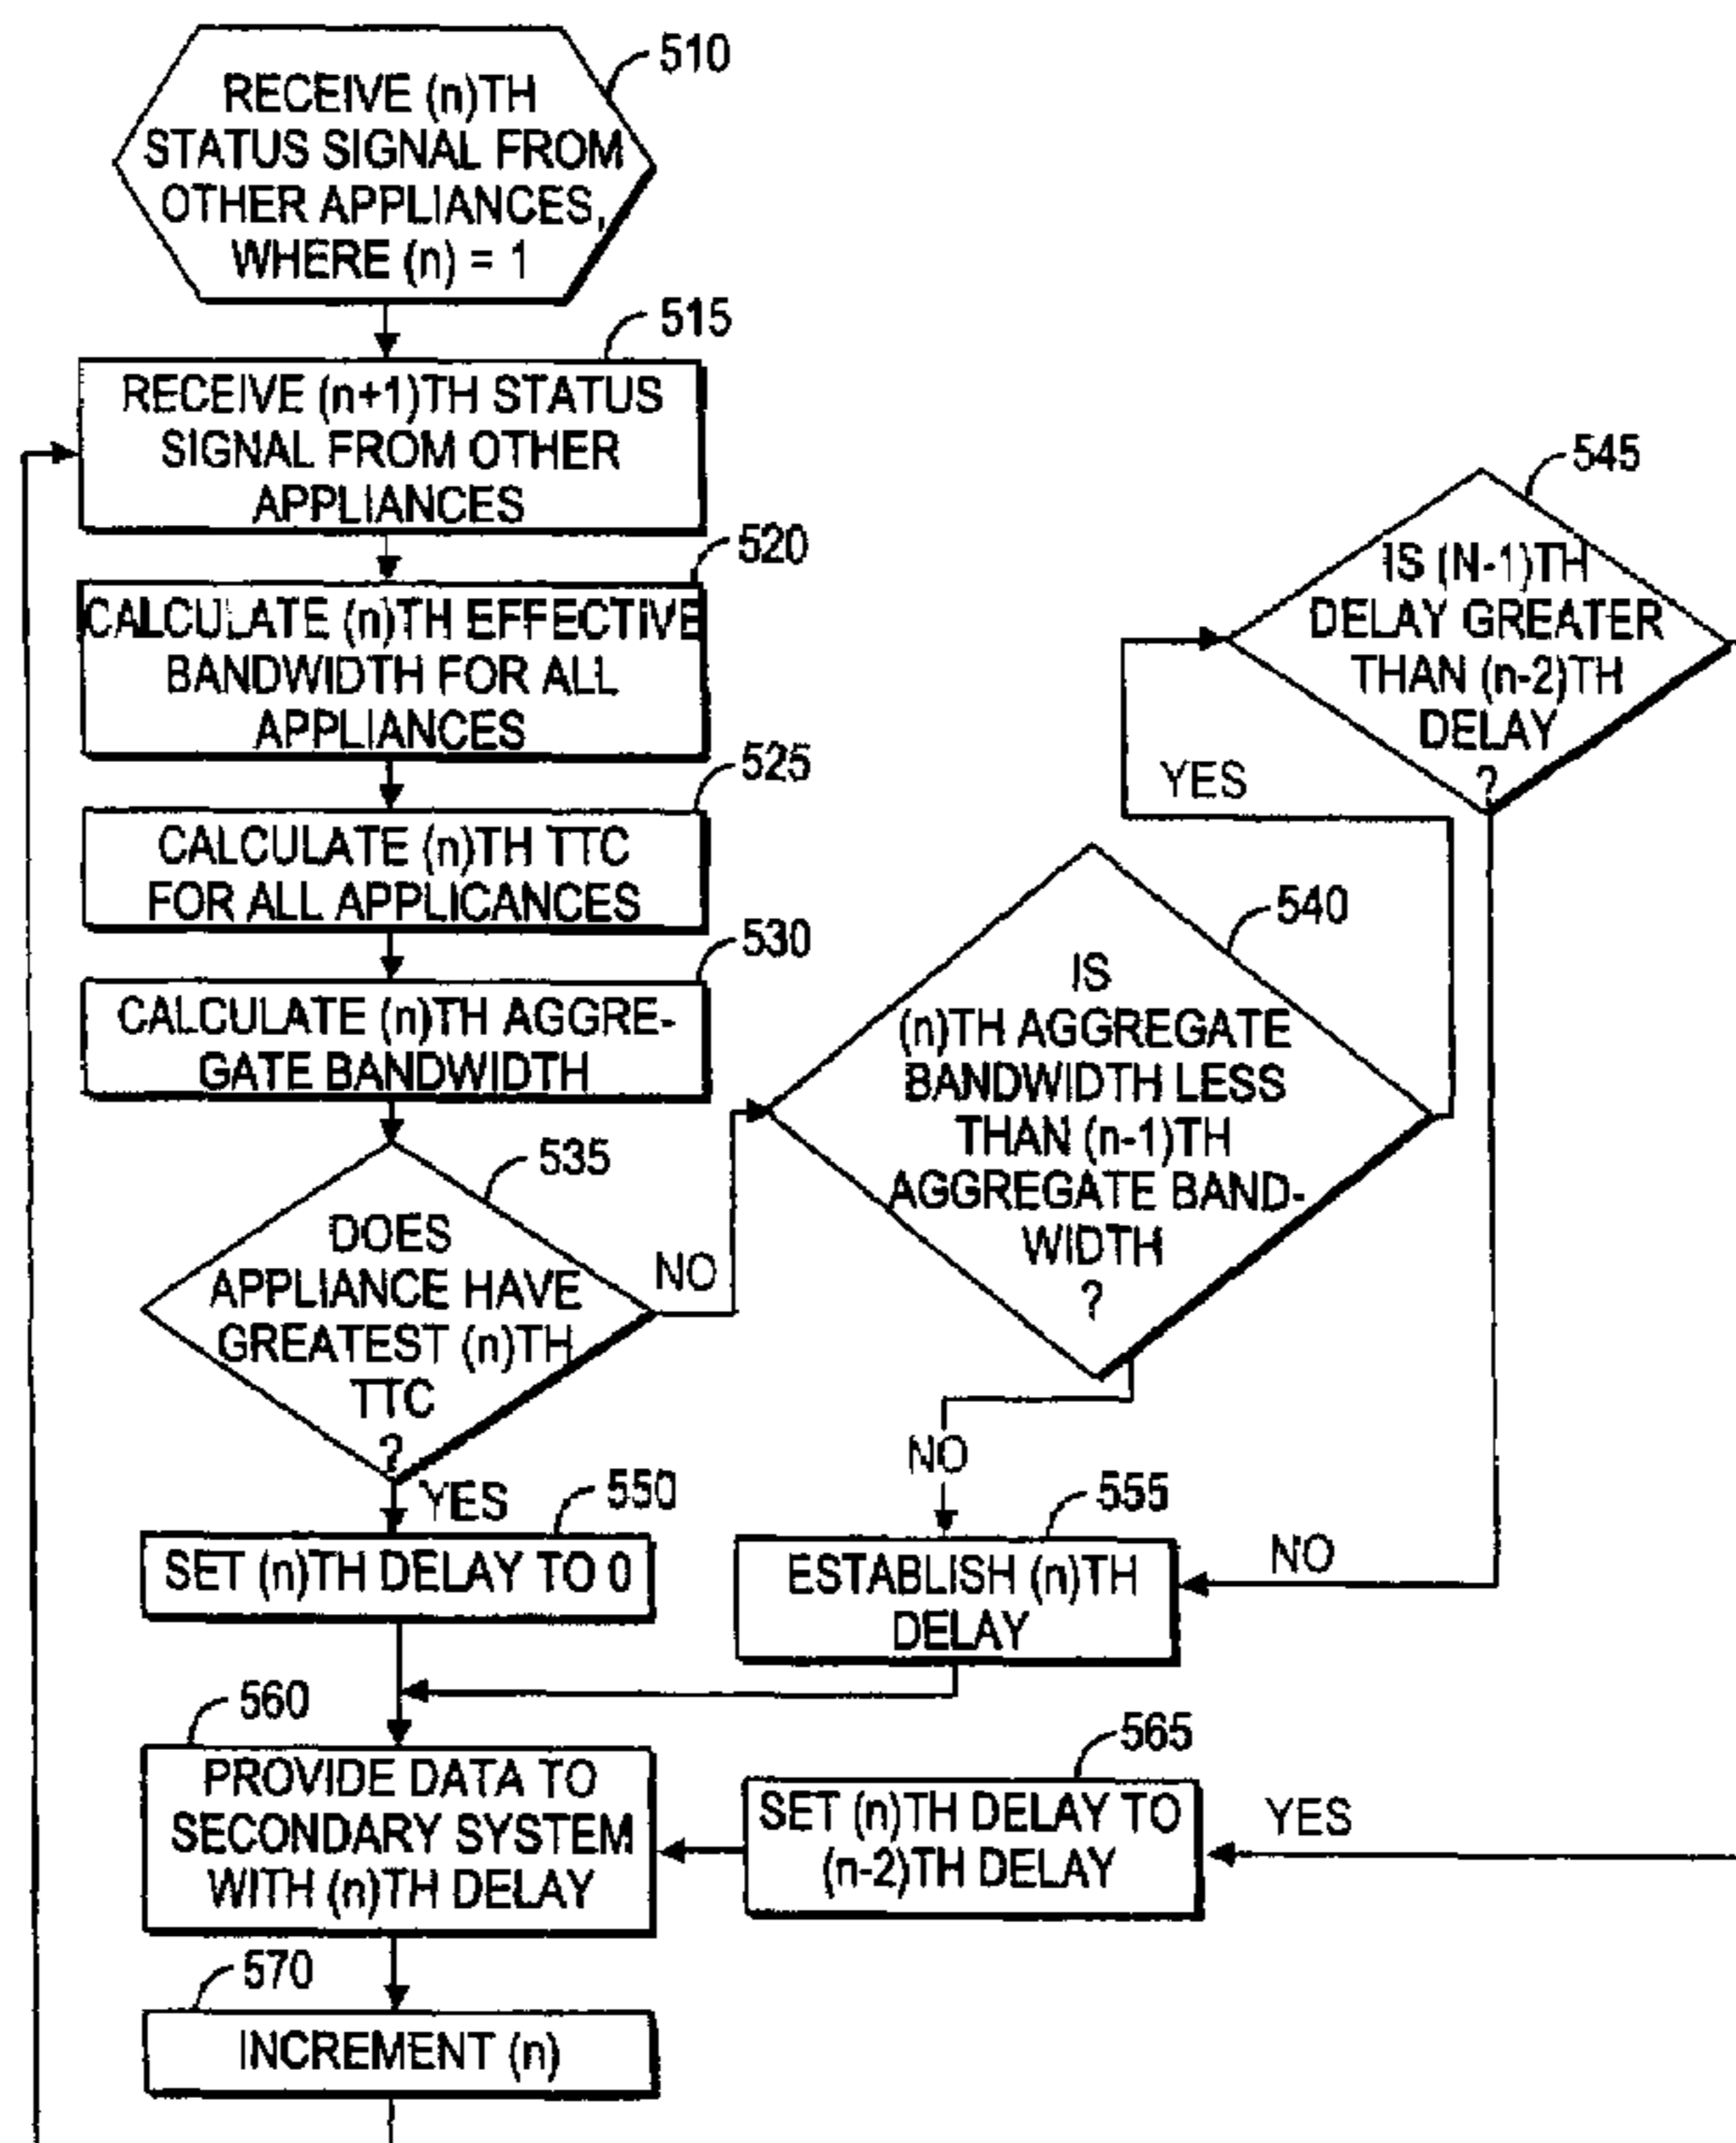 510
RECEIVE (n)TH
STATUS SIGNAL FROM
OTHER APPLIANCES,
WHERE (n) = 1
515
RECEIVE (n+1)TH STATUS
SIGNAL FROM OTHER
APPLIANCES
520
CALCULATE (n)TH EFFECTIVE
BANDWIDTH FOR ALL
APPLIANCES
525
CALCULATE (n)TH TTC
FOR ALL APPLICANCES
530
CALCULATE (n)TH AGGRE-
GATE BANDWIDTH
535
DOES
APPLIANCE HAVE
GREATEST (n)TH
TTC
?
NO
YES
540
IS
(n)TH AGGREGATE
BANDWIDTH LESS
THAN (n-1)TH
AGGREGATE BAND-
WIDTH
?
YES
NO
545
IS (N-1)TH
DELAY GREATER
THAN (n-2)TH
DELAY
?
NO
YES
550
SET (n)TH DELAY TO 0
555
ESTABLISH (n)TH
DELAY
560
PROVIDE DATA TO
SECONDARY SYSTEM
WITH (n)TH DELAY
565
SET (n)TH DELAY TO
(n-2)TH DELAY
570
INCREMENT (n)